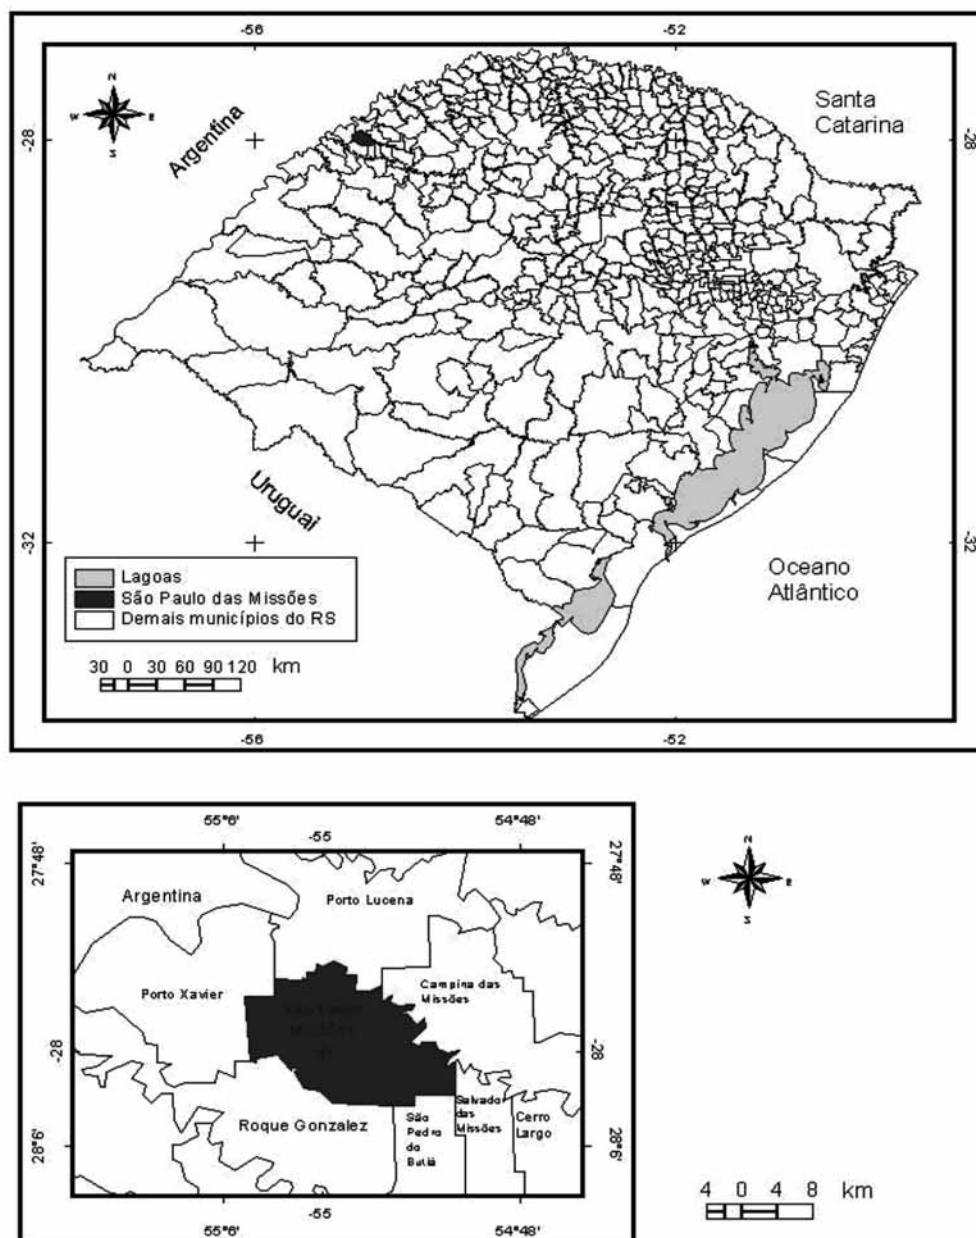 -56 -52
N
W E
S
Argentina
Santa
Catarina
-28 -28
Uruguai
-32 -32
Oceano
Atlântico
Lagoas
São Paulo das Missões
Demais municípios do RS
30 0 30 60 90 120 km
-56 -52
55°6' -55 54°48'
27°48' 27°48'
Argentina
Porto Lucena
Porto Xavier
Campina das
Missões
-28 -28
Roque Gonzalez
São
Pedro
do
Butiá
Salvado
das
Missões
Cerro
Largo
28°6' 28°6'
55°6' -55 54°48'
N
W E
S
4 0 4 8 km